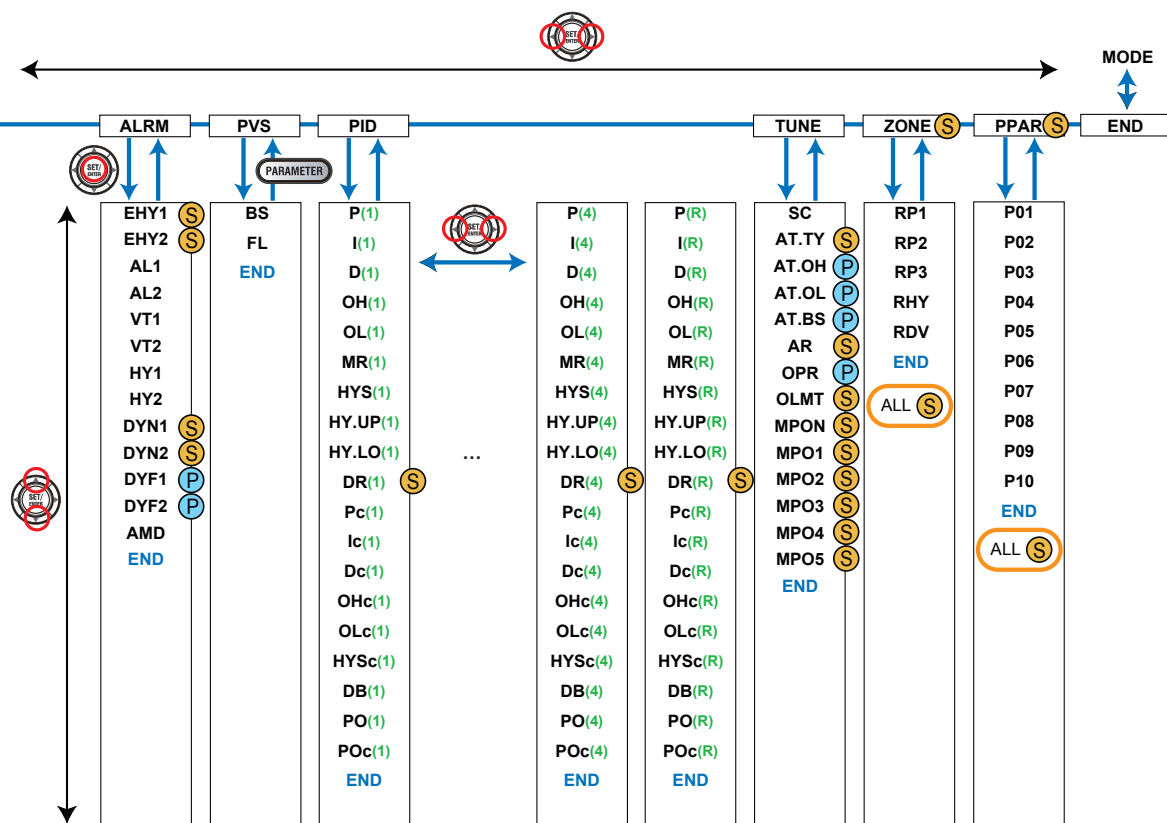 SET/
ENTER
MODE
ALRM
PVS
PID
TUNE
ZONE S
PPAR S
END
SET/
ENTER
PARAMETER
EHY1 S
EHY2 S
AL1
AL2
VT1
VT2
HY1
HY2
DYN1 S
DYN2 S
DYF1 P
DYF2 P
AMD
END
SET/
ENTER
BS
FL
END
P(1)
I(1)
D(1)
OH(1)
OL(1)
MR(1)
HYS(1)
HY.UP(1)
HY.LO(1)
DR(1) S
Pc(1)
Ic(1)
Dc(1)
OHc(1)
OLc(1)
HYSc(1)
DB(1)
PO(1)
POc(1)
END
SET/
ENTER
...
P(4)
I(4)
D(4)
OH(4)
OL(4)
MR(4)
HYS(4)
HY.UP(4)
HY.LO(4)
DR(4) S
Pc(4)
Ic(4)
Dc(4)
OHc(4)
OLc(4)
HYSc(4)
DB(4)
PO(4)
POc(4)
END
P(R)
I(R)
D(R)
OH(R)
OL(R)
MR(R)
HYS(R)
HY.UP(R)
HY.LO(R)
DR(R) S
Pc(R)
Ic(R)
Dc(R)
OHc(R)
OLc(R)
HYSc(R)
DB(R)
PO(R)
POc(R)
END
SC
AT.TY S
AT.OH P
AT.OL P
AT.BS P
AR S
OPR P
OLMT S
MPON S
MPO1 S
MPO2 S
MPO3 S
MPO4 S
MPO5 S
END
RP1
RP2
RP3
RHY
RDV
END
ALL S
P01
P02
P03
P04
P05
P06
P07
P08
P09
P10
END
ALL S